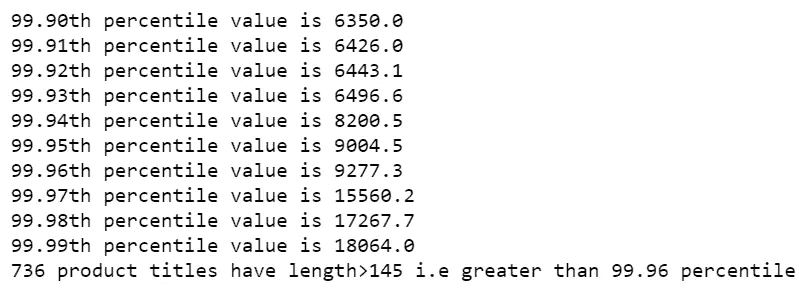 99.90th percentile value is 6350.0
99.91th percentile value is 6426.0
99.92th percentile value is 6443.1
99.93th percentile value is 6496.6
99.94th percentile value is 8200.5
99.95th percentile value is 9004.5
99.96th percentile value is 9277.3
99.97th percentile value is 15560.2
99.98th percentile value is 17267.7
99.99th percentile value is 18064.0
736 product titles have length>145 i.e greater than 99.96 percentile